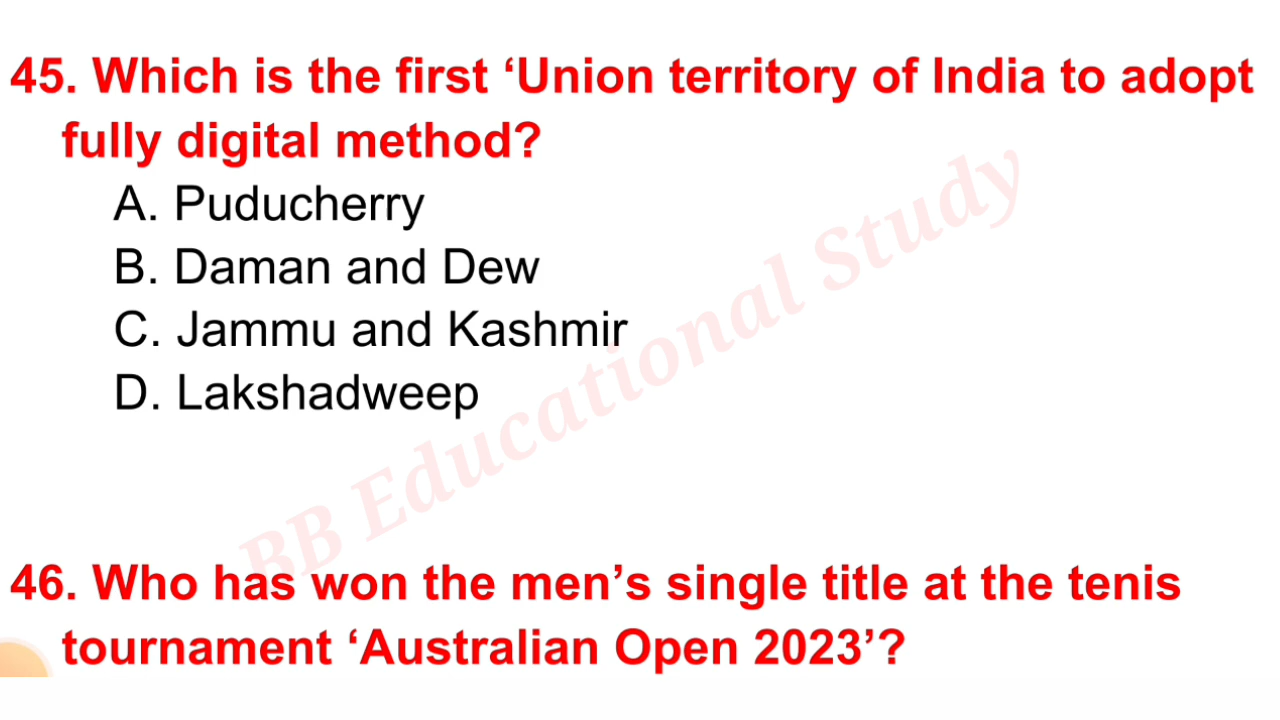 45. Which is the first ‘Union territory of India to adopt
fully digital method?
A. Puducherry
B. Daman and Dew
C. Jammu and Kashmir
D. Lakshadweep
BB Educational Study
46. Who has won the men’s single title at the tenis
tournament ‘Australian Open 2023’?